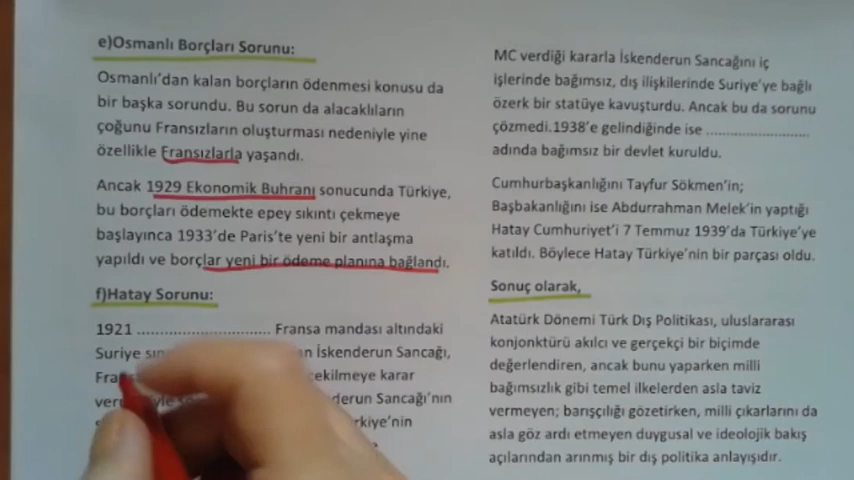 e)Osmanlı Borçları Sorunu:
Osmanlı'dan kalan borçların ödenmesi konusu da
bir başka sorundu. Bu sorun da alacaklıların
çoğunu Fransızların oluşturması nedeniyle yine
özellikle Fransızlarla yaşandı.
Ancak 1929 Ekonomik Buhranı sonucunda Türkiye,
bu borçları ödemekte epey sıkıntı çekmeye
başlayınca 1933'de Paris'te yeni bir antlaşma
yapıldı ve borçlar yeni bir ödeme planına bağlandı.
f)Hatay Sorunu:
1921 ................................ Fransa mandası altındaki
Suriye İskenderun Sancağı,
çekilmeye karar
Sancağı'nın
MC verdiği kararla İskenderun Sancağını iç
işlerinde bağımsız, dış ilişkilerinde Suriye'ye bağlı
özerk bir statüye kavuşturdu. Ancak bu da sorunu
çözmedi.1938'e gelindiğinde ise .........................
adında bağımsız bir devlet kuruldu.
Cumhurbaşkanlığını Tayfur Sökmen'in;
Başbakanlığını ise Abdurrahman Melek'in yaptığı
Hatay Cumhuriyet'i 7 Temmuz 1939'da Türkiye'ye
katıldı. Böylece Hatay Türkiye'nin bir parçası oldu.
Sonuç olarak,
Atatürk Dönemi Türk Dış Politikası, uluslararası
konjonktürü akılcı ve gerçekçi bir biçimde
değerlendiren, ancak bunu yaparken milli
bağımsızlık gibi temel ilkelerden asla taviz
vermeyen; barışçılığı gözetirken, milli çıkarlarını da
asla göz ardı etmeyen duygusal ve ideolojik bakış
açılarından arınmış bir dış politika anlayışıdır.